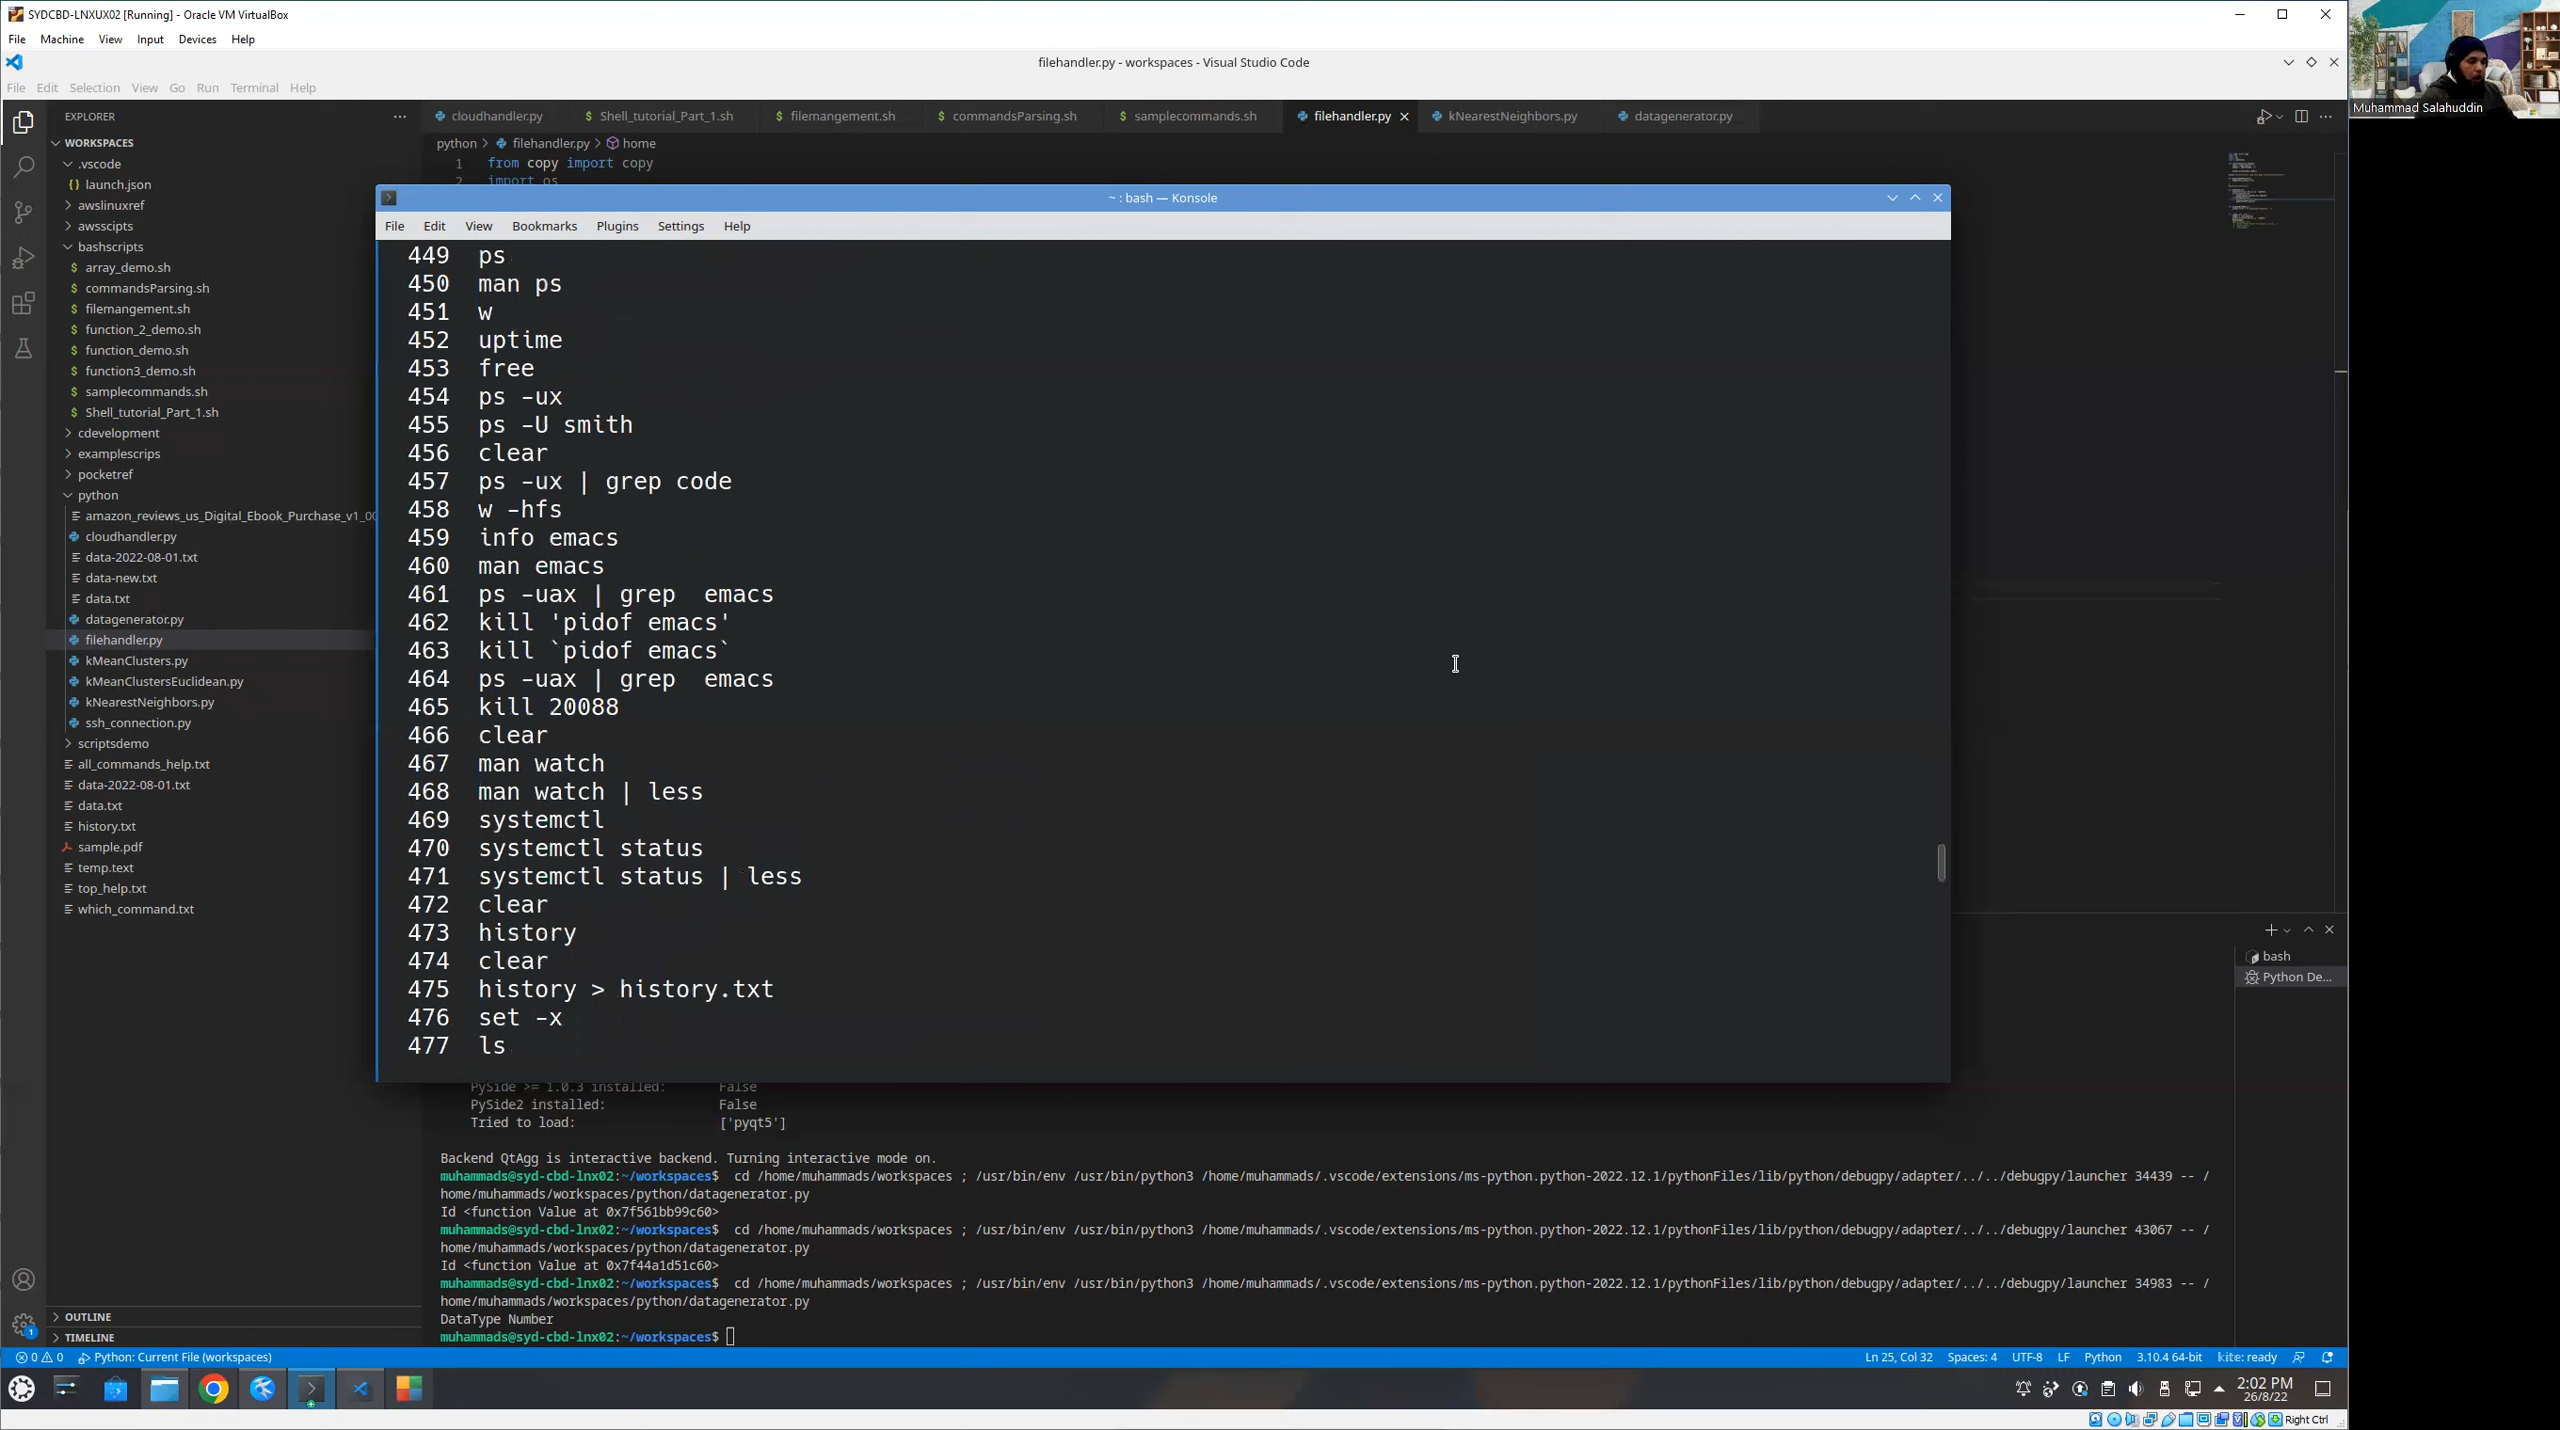 SYDCBD-LNXUX02 [Running] - Oracle VM VirtualBox
File Machine View Input Devices Help
filehandler.py - workspaces - Visual Studio Code
File Edit Selection View Go Run Terminal Help
Muhammad Salahuddin
EXPLORER
cloudhandler.py Shell_tutorial_Part_1.sh filemangement.sh commandsParsing.sh samplecommands.sh filehandler.py kNearestNeighbors.py datagenerator.py
python > filehandler.py > home
1 from copy import copy
2 import os
WORKSPACES
.vscode
launch.json
awslinuxref
awsscipts
bashscripts
array_demo.sh
commandsParsing.sh
filemangement.sh
function_2_demo.sh
function_demo.sh
function3_demo.sh
samplecommands.sh
Shell_tutorial_Part_1.sh
cdevelopment
examplescrips
pocketref
python
amazon_reviews_us_Digital_Ebook_Purchase_v1_00
cloudhandler.py
data-2022-08-01.txt
data-new.txt
data.txt
datagenerator.py
filehandler.py
kMeanClusters.py
kMeanClustersEuclidean.py
kNearestNeighbors.py
ssh_connection.py
scriptsdemo
all_commands_help.txt
data-2022-08-01.txt
data.txt
history.txt
sample.pdf
temp.text
top_help.txt
which_command.txt
OUTLINE
TIMELINE
~ : bash — Konsole
File Edit View Bookmarks Plugins Settings Help
449 ps
450 man ps
451 w
452 uptime
453 free
454 ps -ux
455 ps -U smith
456 clear
457 ps -ux | grep code
458 w -hfs
459 info emacs
460 man emacs
461 ps -uax | grep  emacs
462 kill 'pidof emacs'
463 kill `pidof emacs`
464 ps -uax | grep  emacs
465 kill 20088
466 clear
467 man watch
468 man watch | less
469 systemctl
470 systemctl status
471 systemctl status | less
472 clear
473 history
474 clear
475 history > history.txt
476 set -x
477 ls
bash
Python De...
PySide >= 1.0.3 installed: False
PySide2 installed: False
Tried to load: ['pyqt5']
Backend QtAgg is interactive backend. Turning interactive mode on.
muhammads@syd-cbd-lnx02:~/workspaces$ cd /home/muhammads/workspaces ; /usr/bin/env /usr/bin/python3 /home/muhammads/.vscode/extensions/ms-python.python-2022.12.1/pythonFiles/lib/python/debugpy/adapter/../../debugpy/launcher 34439 -- /
home/muhammads/workspaces/python/datagenerator.py
Id <function Value at 0x7f561bb99c60>
muhammads@syd-cbd-lnx02:~/workspaces$ cd /home/muhammads/workspaces ; /usr/bin/env /usr/bin/python3 /home/muhammads/.vscode/extensions/ms-python.python-2022.12.1/pythonFiles/lib/python/debugpy/adapter/../../debugpy/launcher 43067 -- /
home/muhammads/workspaces/python/datagenerator.py
Id <function Value at 0x7f44a1d51c60>
muhammads@syd-cbd-lnx02:~/workspaces$ cd /home/muhammads/workspaces ; /usr/bin/env /usr/bin/python3 /home/muhammads/.vscode/extensions/ms-python.python-2022.12.1/pythonFiles/lib/python/debugpy/adapter/../../debugpy/launcher 34983 -- /
home/muhammads/workspaces/python/datagenerator.py
DataType Number
muhammads@syd-cbd-lnx02:~/workspaces$
0 0 Python: Current File (workspaces) Ln 25, Col 32 Spaces: 4 UTF-8 LF Python 3.10.4 64-bit kite: ready
2:02 PM
26/8/22
Right Ctrl